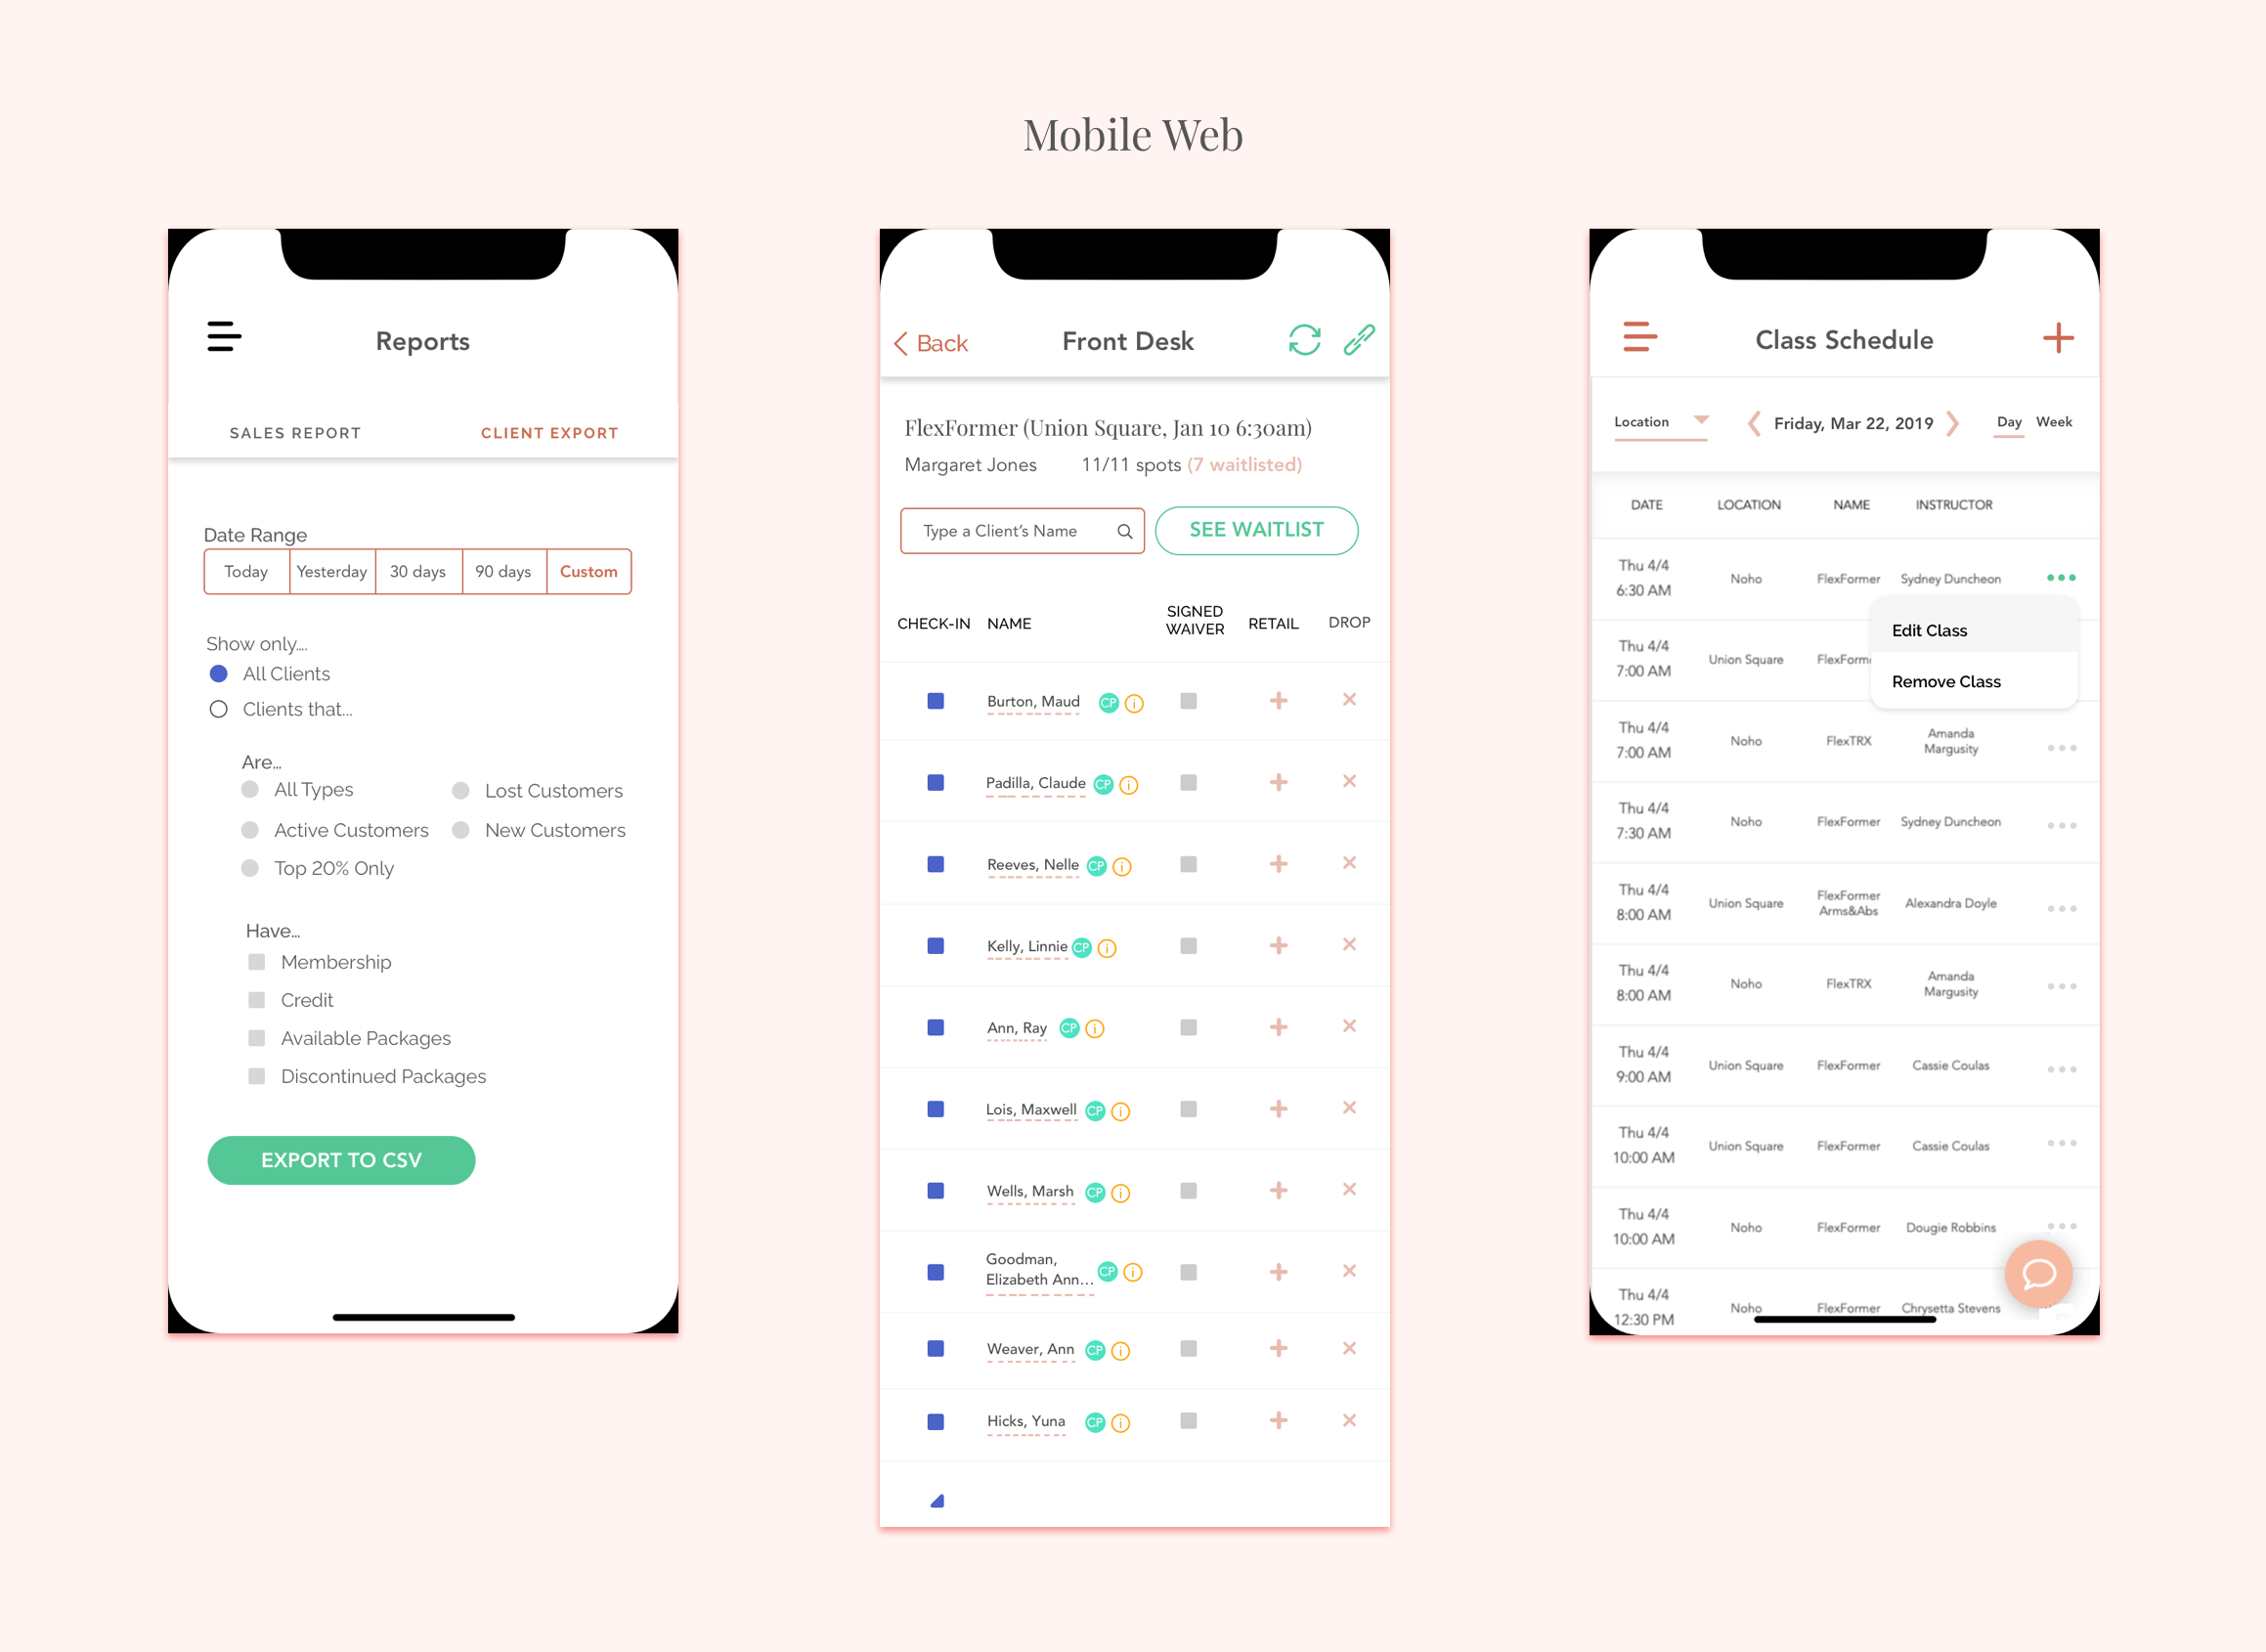 Mobile Web
Reports
SALES REPORT CLIENT EXPORT
Date Range
Today Yesterday 30 days 90 days Custom
Show only....
All Clients
Clients that...
Are...
All Types Lost Customers
Active Customers New Customers
Top 20% Only
Have...
Membership
Credit
Available Packages
Discontinued Packages
EXPORT TO CSV
Back Front Desk
FlexFormer (Union Square, Jan 10 6:30am)
Margaret Jones 11/11 spots (7 waitlisted)
Type a Client's Name SEE WAITLIST
CHECK-IN NAME SIGNED WAIVER RETAIL DROP
Burton, Maud CP i
Padilla, Claude CP i
Reeves, Nelle CP i
Kelly, Linnie CP i
Ann, Ray CP i
Lois, Maxwell CP i
Wells, Marsh CP i
Goodman,
Elizabeth Ann... CP i
Weaver, Ann CP i
Hicks, Yuna CP i
Class Schedule
Location Friday, Mar 22, 2019 Day Week
DATE LOCATION NAME INSTRUCTOR
Thu 4/4
6:30 AM Noho FlexFormer Sydney Duncheon
Edit Class
Remove Class
Thu 4/4
7:00 AM Union Square FlexForm
Thu 4/4
7:00 AM Noho FlexTRX Amanda Margusity
Thu 4/4
7:30 AM Noho FlexFormer Sydney Duncheon
Thu 4/4
8:00 AM Union Square FlexFormer Arms&Abs Alexandra Doyle
Thu 4/4
8:00 AM Noho FlexTRX Amanda Margusity
Thu 4/4
9:00 AM Union Square FlexFormer Cassie Coulas
Thu 4/4
10:00 AM Union Square FlexFormer Cassie Coulas
Thu 4/4
10:00 AM Noho FlexFormer Dougie Robbins
Thu 4/4
12:30 PM Noho FlexFormer Chrysetta Stevens